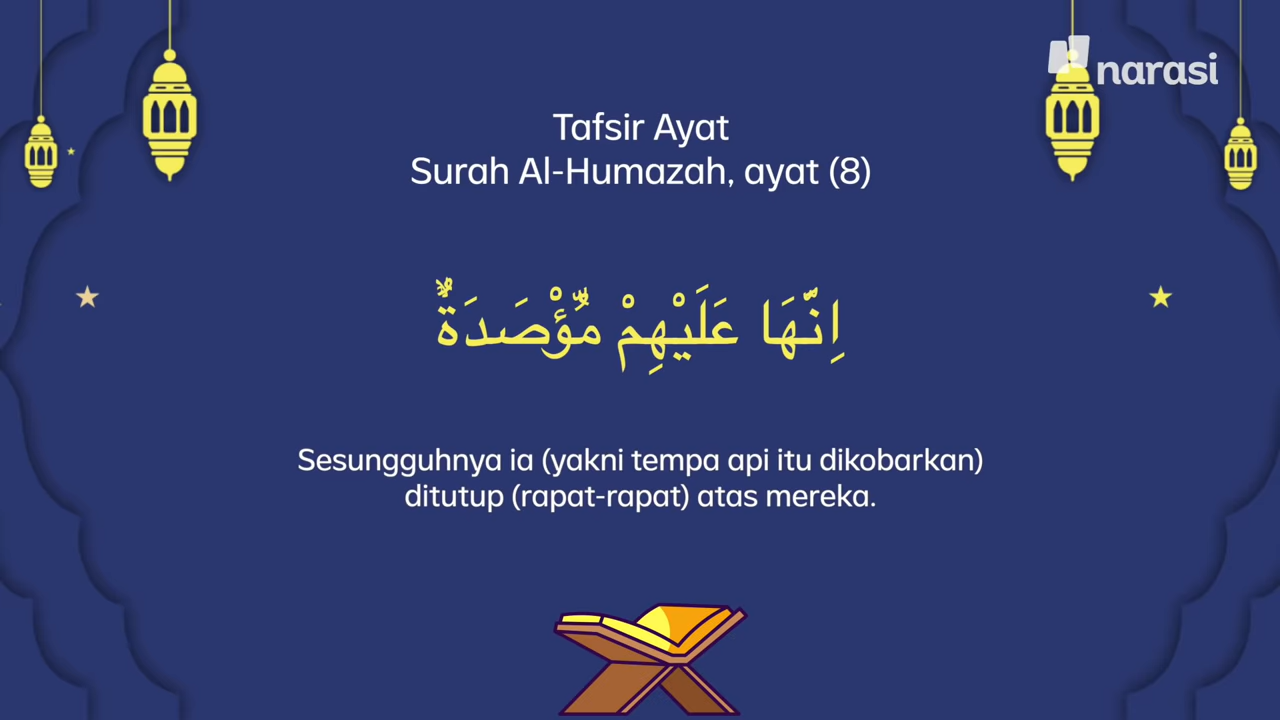 narasi
Tafsir Ayat
Surah Al-Humazah, ayat (8)
اِنَّهَا عَلَيْهِمْ مُّؤْصَدَةٌۙ
Sesungguhnya ia (yakni tempa api itu dikobarkan)
ditutup (rapat-rapat) atas mereka.